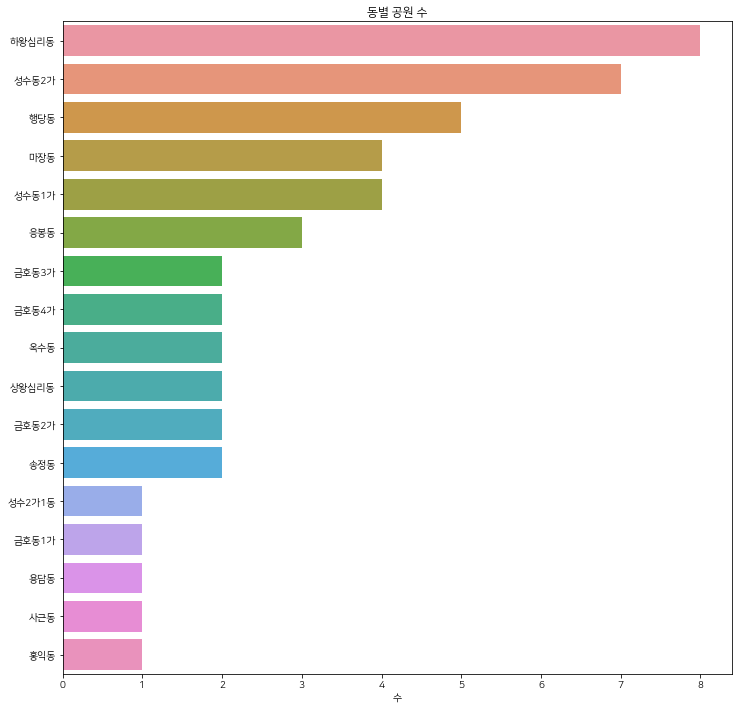 동별 공원 수
하왕십리동
성수동2가
행당동
마장동
성수동1가
응봉동
금호동3가
금호동4가
옥수동
상왕십리동
금호동2가
송정동
성수2가1동
금호동1가
용답동
사근동
홍익동
0 1 2 3 4 5 6 7 8
수